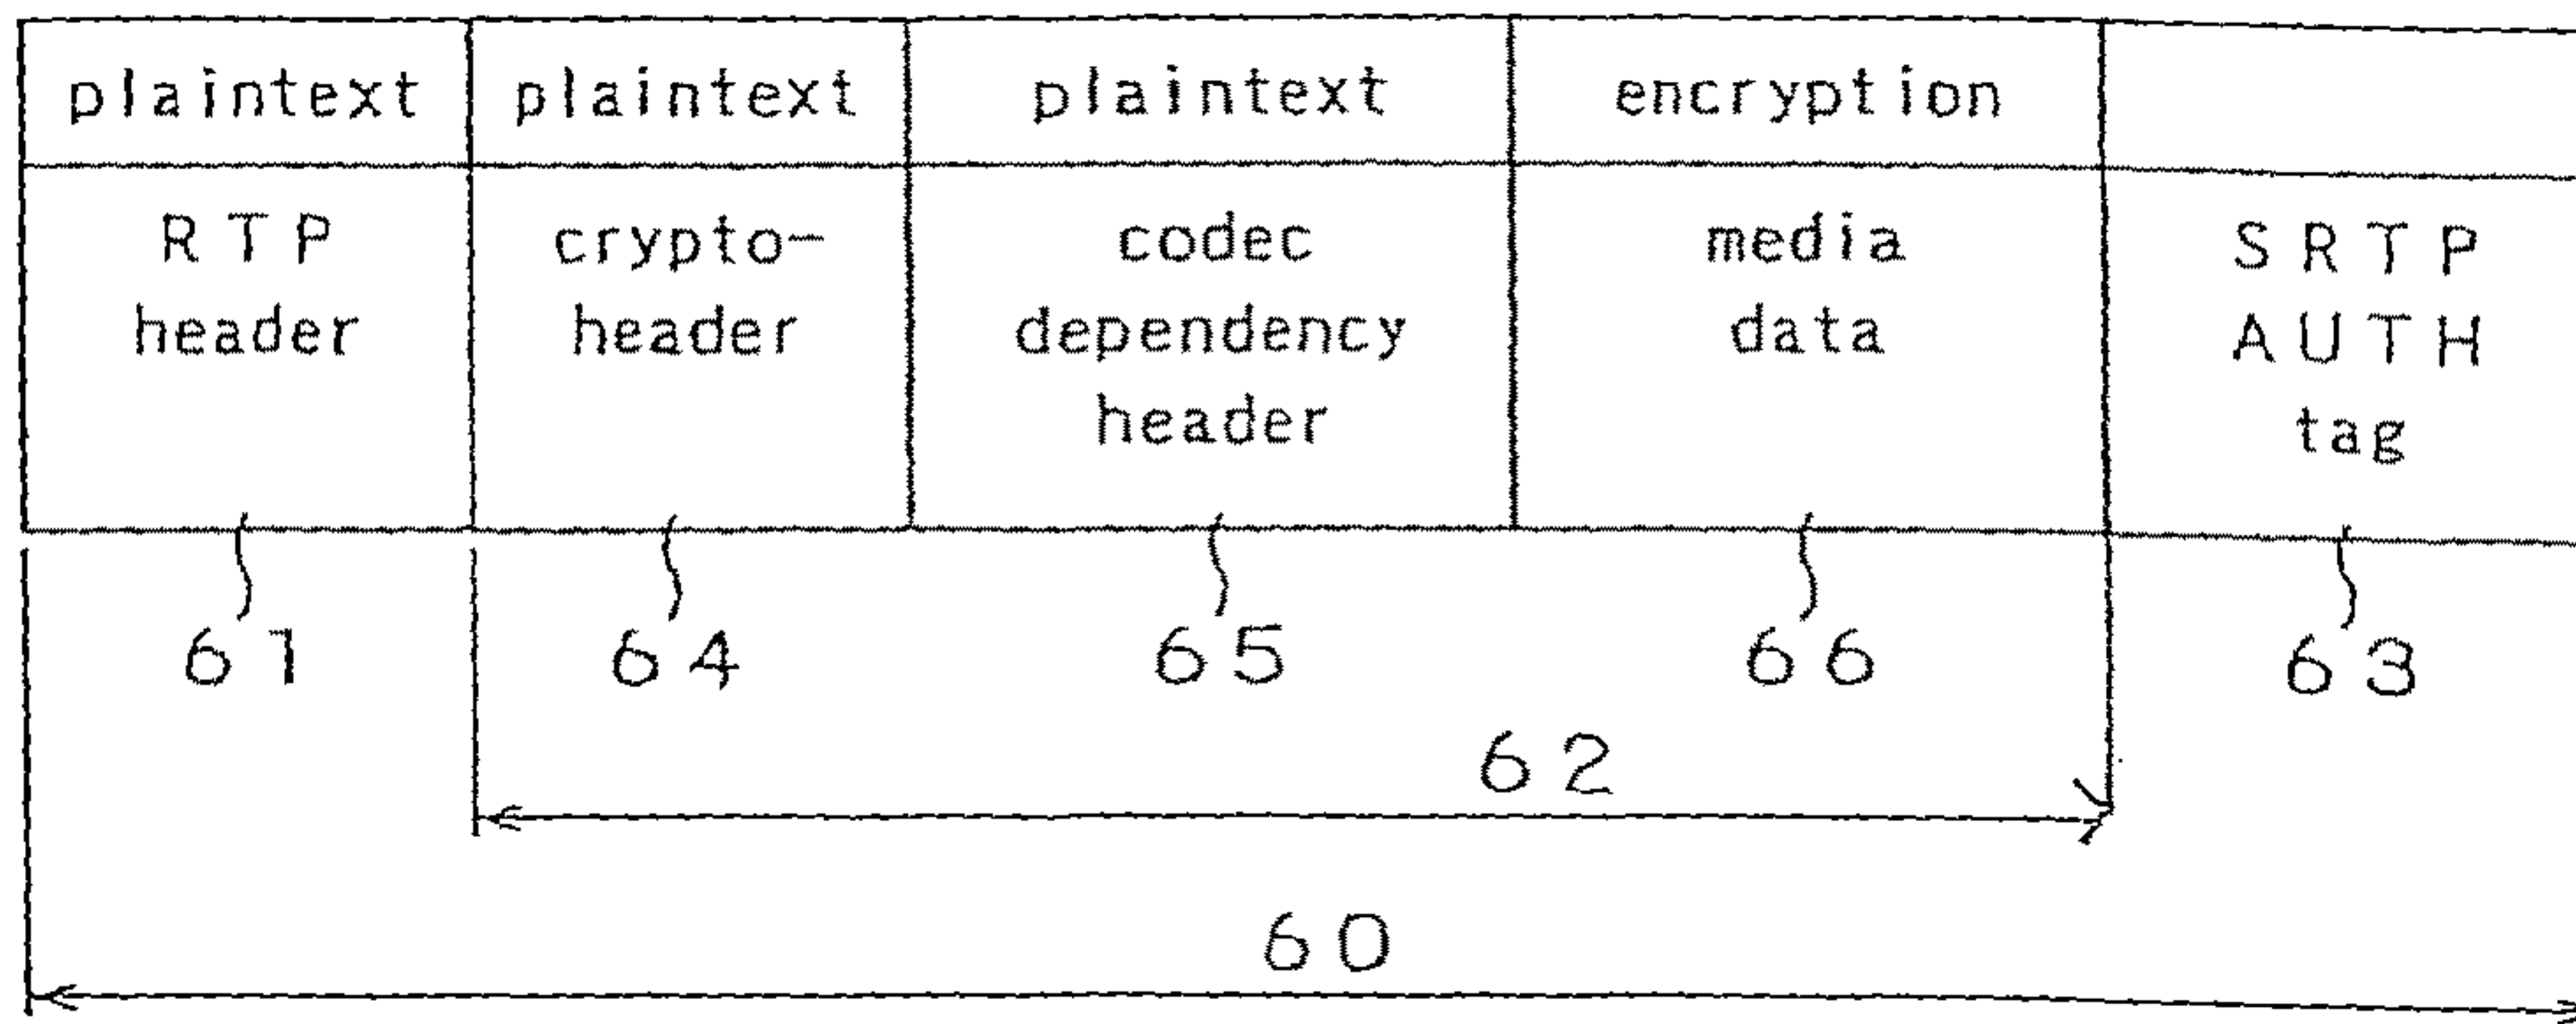 plaintext plaintext plaintext encryption
RTP header
crypto-header
codec dependency header
media data
SRTP AUTH tag
61 64 65 66 63
62
60